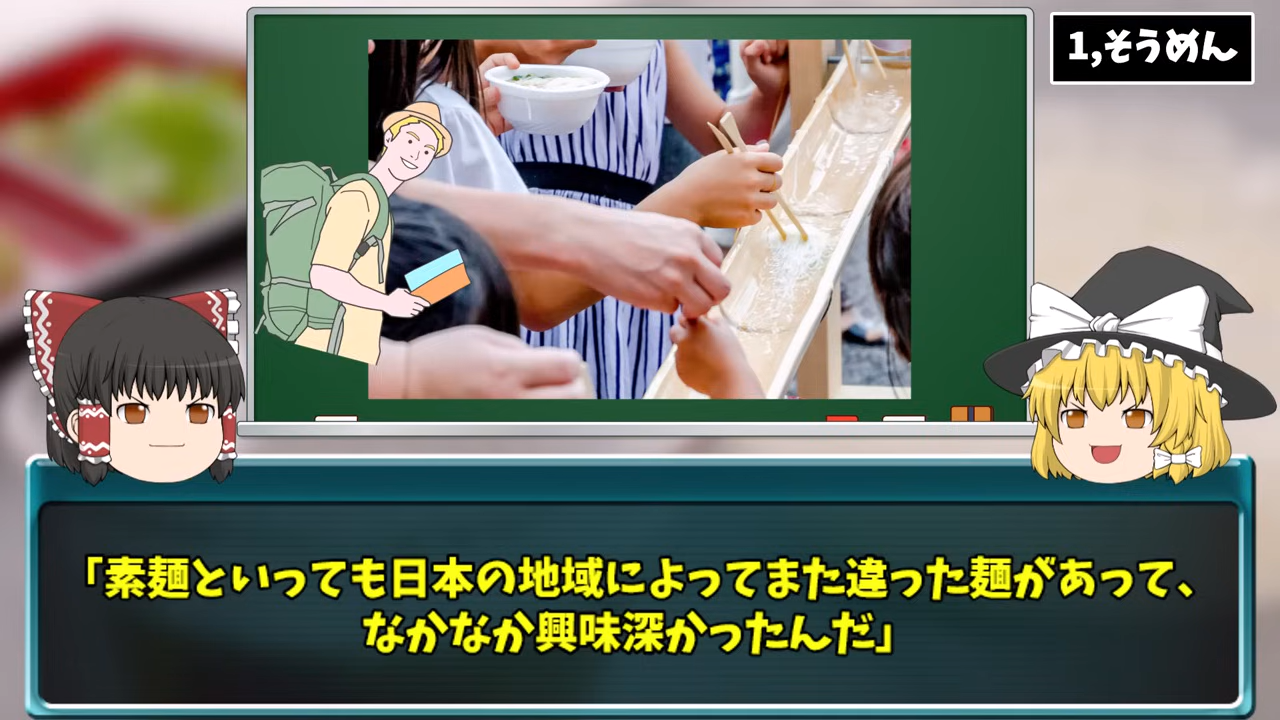 1,そうめん
「素麺といっても日本の地域によってまた違った麺があって、
なかなか興味深かったんだ」